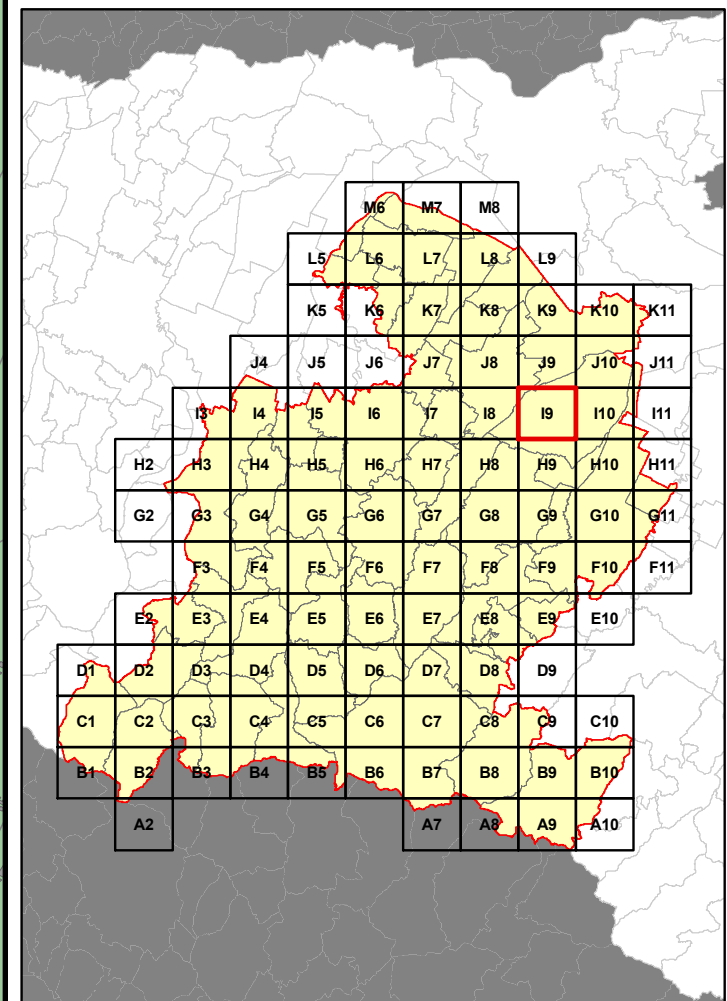 M6 M7 M8
L5 L6 L7 L8 L9
K5 K6 K7 K8 K9 K10 K11
J4 J5 J6 J7 J8 J9 J10 J11
I3 I4 I5 I6 I7 I8 I9 I10 I11
H2 H3 H4 H5 H6 H7 H8 H9 H10 H11
G2 G3 G4 G5 G6 G7 G8 G9 G10 G11
F3 F4 F5 F6 F7 F8 F9 F10 F11
E2 E3 E4 E5 E6 E7 E8 E9 E10
D1 D2 D3 D4 D5 D6 D7 D8 D9
C1 C2 C3 C4 C5 C6 C7 C8 C9 C10
B1 B2 B3 B4 B5 B6 B7 B8 B9 B10
A2 A7 A8 A9 A10